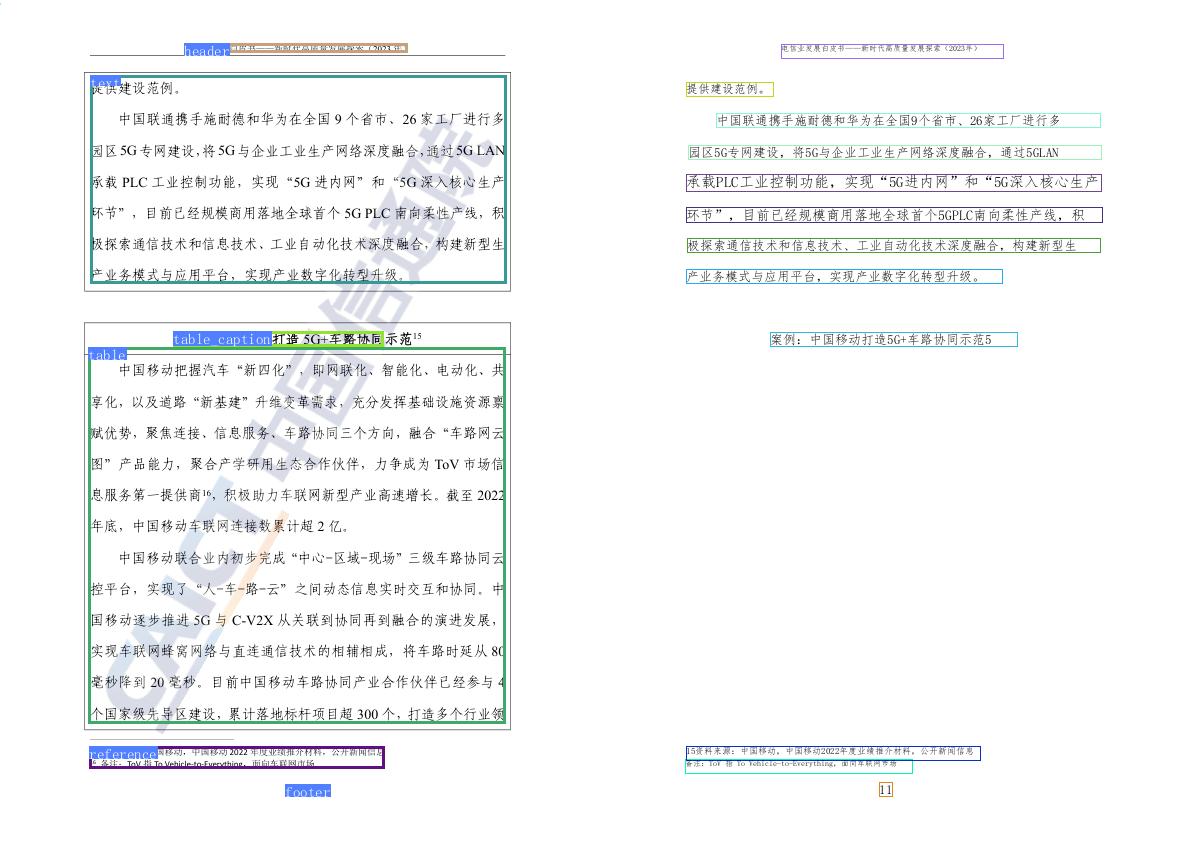 header
text
提供建设范例。
中国联通携手施耐德和华为在全国 9 个省市、26 家工厂进行多
园区 5G 专网建设,将 5G 与企业工业生产网络深度融合,通过 5G LAN
承载 PLC 工业控制功能，实现“5G 进内网”和“5G 深入核心生产
环节”，目前已经规模商用落地全球首个 5G PLC 南向柔性产线，积
极探索通信技术和信息技术、工业自动化技术深度融合，构建新型生
产业务模式与应用平台，实现产业数字化转型升级。
table_caption
打造 5G+车路协同示范15
table
中国移动把握汽车“新四化”，即网联化、智能化、电动化、共
享化，以及道路“新基建”升维变革需求，充分发挥基础设施资源禀
赋优势，聚焦连接、信息服务、车路协同三个方向，融合“车路网云
图”产品能力，聚合产学研用生态合作伙伴，力争成为 ToV 市场信
息服务第一提供商16，积极助力车联网新型产业高速增长。截至 2022
年底，中国移动车联网连接数累计超 2 亿。
中国移动联合业内初步完成“中心-区域-现场”三级车路协同云
控平台，实现了“人-车-路-云”之间动态信息实时交互和协同。中
国移动逐步推进 5G 与 C-V2X 从关联到协同再到融合的演进发展，
实现车联网蜂窝网络与直连通信技术的相辅相成，将车路时延从 80
毫秒降到 20 毫秒。目前中国移动车路协同产业合作伙伴已经参与 4
个国家级先导区建设，累计落地标杆项目超 300 个，打造多个行业领
reference
移动，中国移动 2022 年度业绩推介材料，公开新闻信息
备注：ToV 指 To Vehicle-to-Everything，面向车联网市场
footer
CAICT 中国信通院
电信业发展白皮书——新时代高质量发展探索（2023年）
提供建设范例。
中国联通携手施耐德和华为在全国9个省市、26家工厂进行多
园区5G专网建设，将5G与企业工业生产网络深度融合，通过5GLAN
承载PLC工业控制功能，实现“5G进内网”和“5G深入核心生产
环节”，目前已经规模商用落地全球首个5GPLC南向柔性产线，积
极探索通信技术和信息技术、工业自动化技术深度融合，构建新型生
产业务模式与应用平台，实现产业数字化转型升级。
案例：中国移动打造5G+车路协同示范5
15资料来源：中国移动，中国移动2022年度业绩推介材料，公开新闻信息
备注：ToV 指 Yo Vehicle-to-Everything，面向车联网市场
11